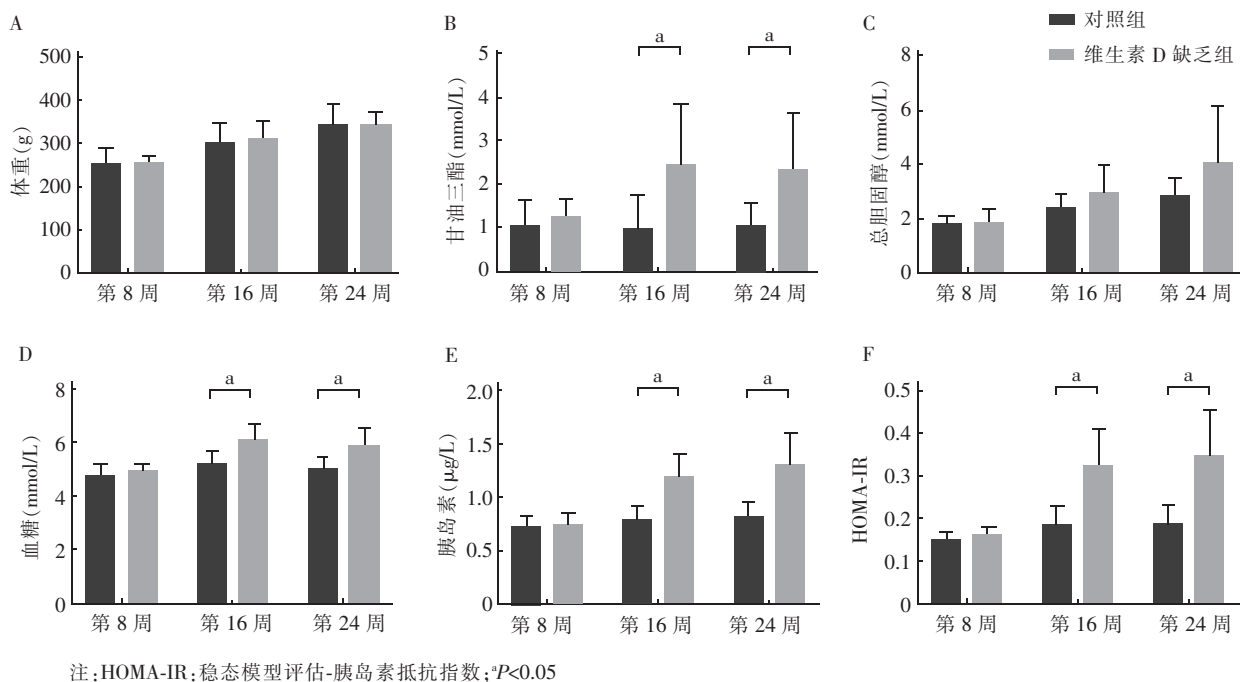 A
体重(g)
500
400
300
200
100
0
第 8 周
第 16 周
第 24 周
B
甘油三酯(mmol/L)
5
4
3
2
1
0
a
a
第 8 周
第 16 周
第 24 周
C
对照组
维生素 D 缺乏组
总胆固醇(mmol/L)
8
6
4
2
0
第 8 周
第 16 周
第 24 周
D
血糖(mmol/L)
8
6
4
2
0
a
a
第 8 周
第 16 周
第 24 周
E
胰岛素(μg/L)
2.0
1.5
1.0
0.5
0
a
a
第 8 周
第 16 周
第 24 周
F
HOMA-IR
0.5
0.4
0.3
0.2
0.1
0
a
a
第 8 周
第 16 周
第 24 周
注:HOMA-IR:稳态模型评估-胰岛素抵抗指数;ᵃP<0.05